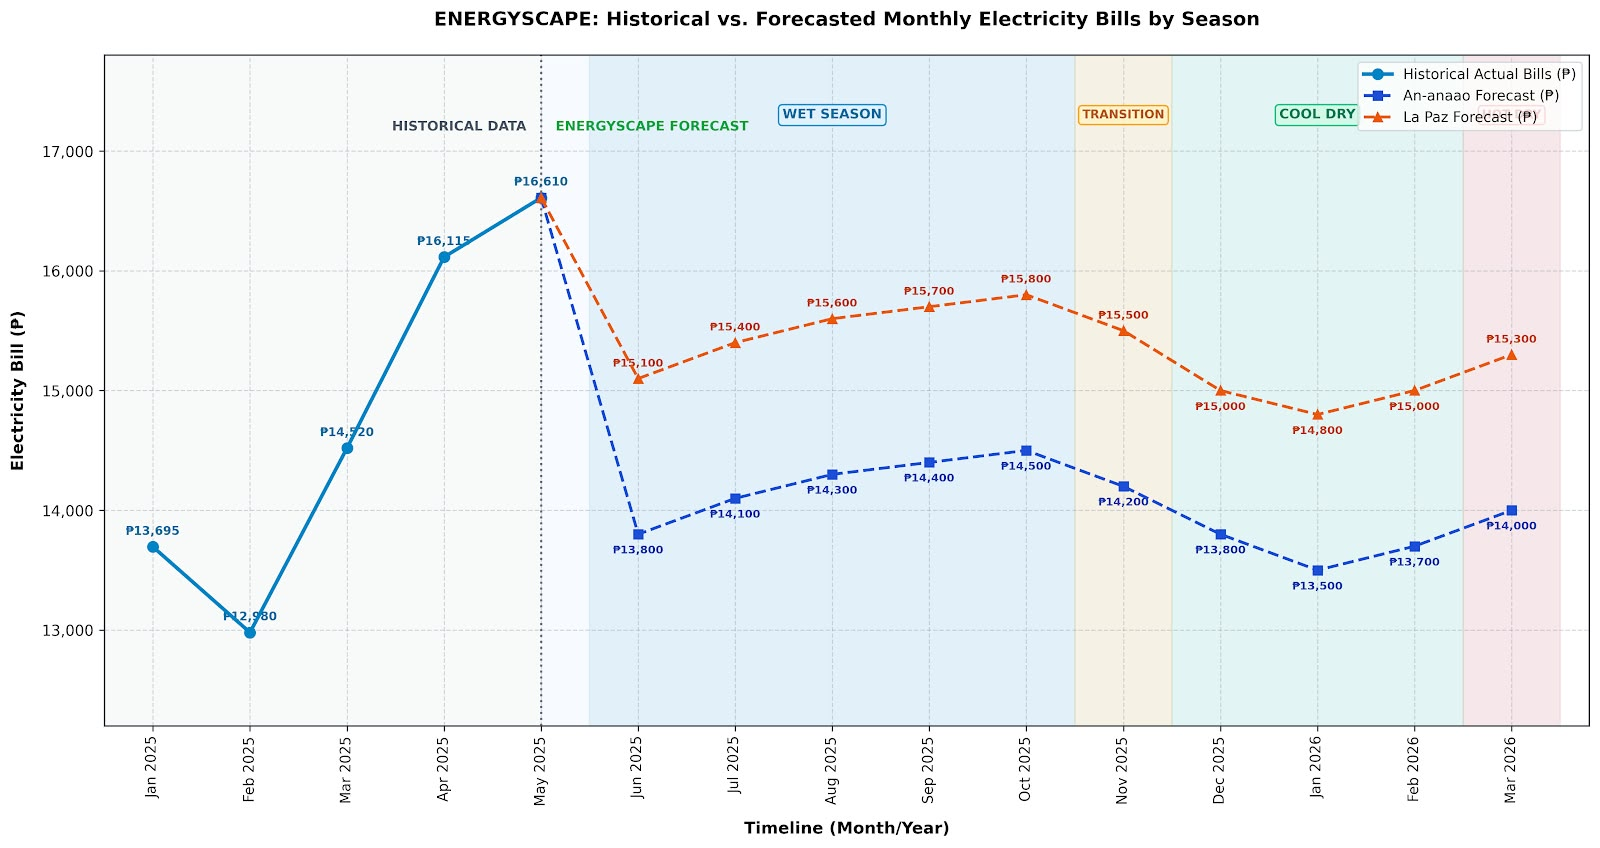 ENERGYSCAPE: Historical vs. Forecasted Monthly Electricity Bills by Season
Historical Actual Bills (₱)
An-anaao Forecast (₱)
La Paz Forecast (₱)
HISTORICAL DATA
ENERGYSCAPE FORECAST
WET SEASON
TRANSITION
COOL DRY
Electricity Bill (₱)
17,000
16,000
15,000
14,000
13,000
₱13,695
₱12,980
₱14,520
₱16,115
₱16,610
₱15,100
₱15,400
₱15,600
₱15,700
₱15,800
₱15,500
₱15,000
₱14,800
₱15,000
₱15,300
₱13,800
₱14,100
₱14,300
₱14,400
₱14,500
₱14,200
₱13,800
₱13,500
₱13,700
₱14,000
Jan 2025
Feb 2025
Mar 2025
Apr 2025
May 2025
Jun 2025
Jul 2025
Aug 2025
Sep 2025
Oct 2025
Nov 2025
Dec 2025
Jan 2026
Feb 2026
Mar 2026
Timeline (Month/Year)